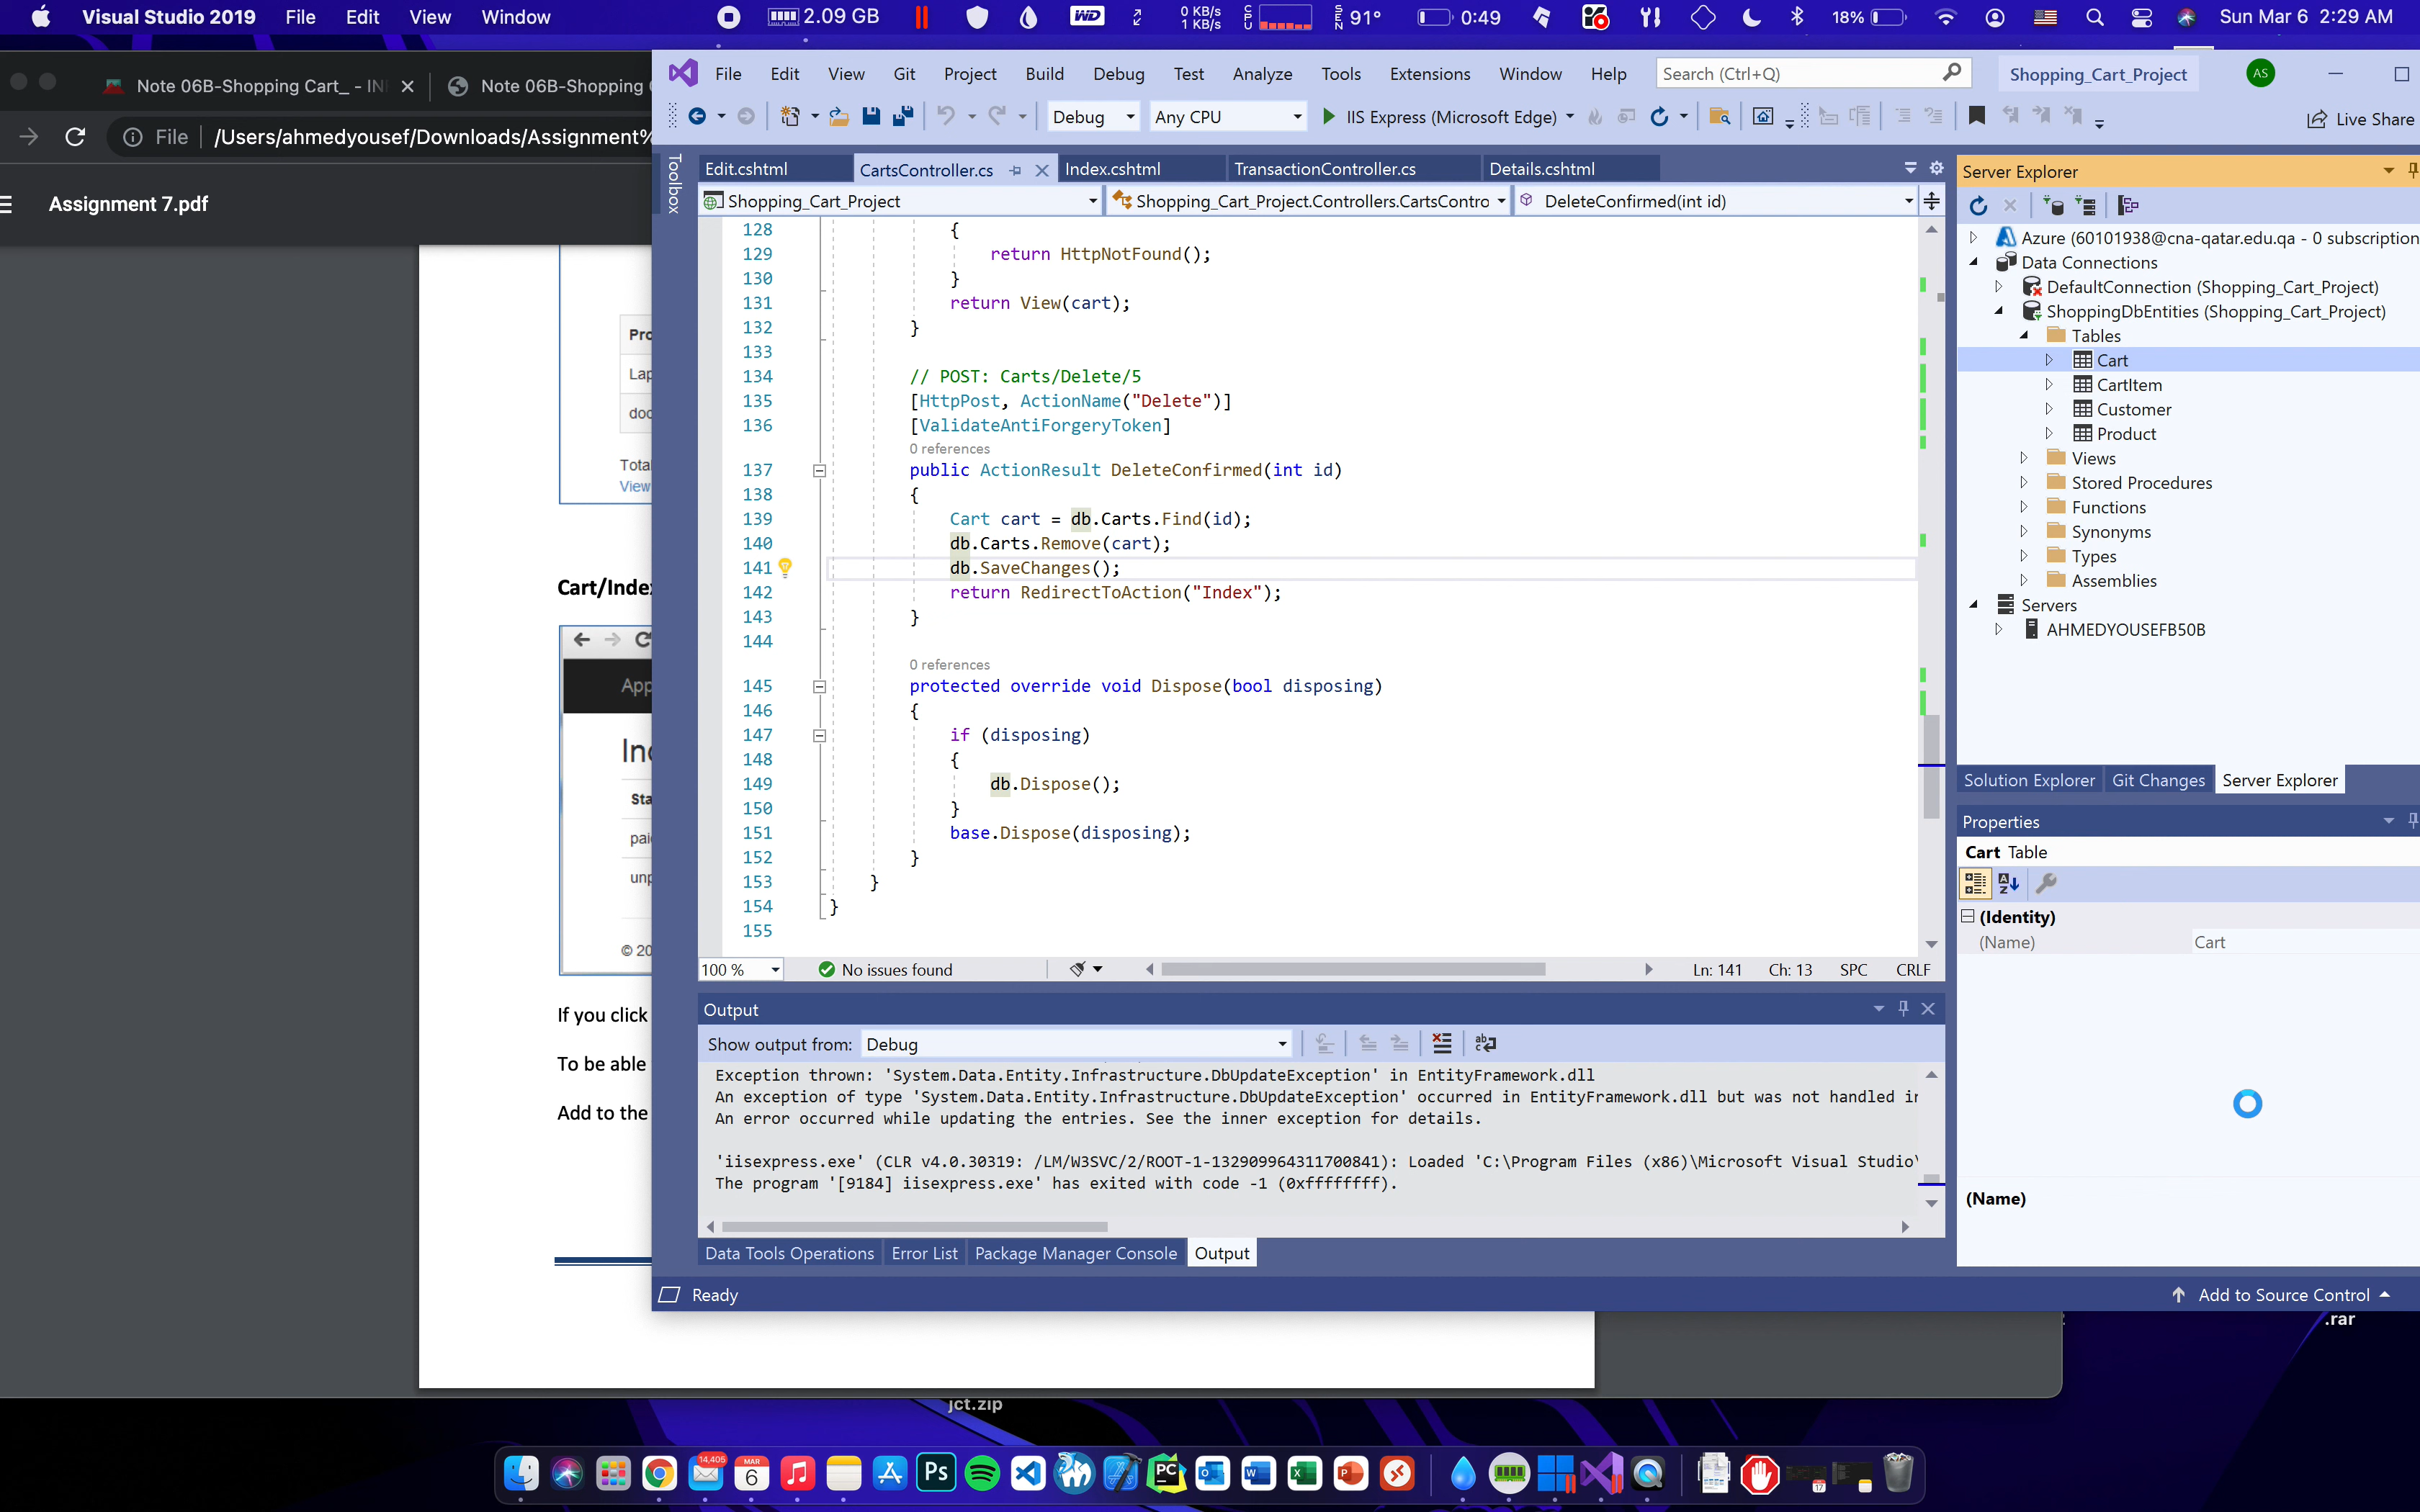 Visual Studio 2019 File Edit View Window 2.09 GB 0 KB/s 1 KB/s CPU SEN 91° 0:49 18% Sun Mar 6 2:29 AM
Note 06B-Shopping Cart_ - IN
Note 06B-Shopping
File /Users/ahmedyousef/Downloads/Assignment%
Assignment 7.pdf
Total
View
Cart/Index
© 20
If you click
To be able
Add to the
File Edit View Git Project Build Debug Test Analyze Tools Extensions Window Help Search (Ctrl+Q) Shopping_Cart_Project AS
Debug Any CPU IIS Express (Microsoft Edge) Live Share
Toolbox
Edit.cshtml CartsController.cs Index.cshtml TransactionController.cs Details.cshtml
Shopping_Cart_Project Shopping_Cart_Project.Controllers.CartsContro DeleteConfirmed(int id)
128 {
129 return HttpNotFound();
130 }
131 return View(cart);
132 }
133
134 // POST: Carts/Delete/5
135 [HttpPost, ActionName("Delete")]
136 [ValidateAntiForgeryToken]
0 references
137 public ActionResult DeleteConfirmed(int id)
138 {
139 Cart cart = db.Carts.Find(id);
140 db.Carts.Remove(cart);
141 db.SaveChanges();
142 return RedirectToAction("Index");
143 }
144
0 references
145 protected override void Dispose(bool disposing)
146 {
147 if (disposing)
148 {
149 db.Dispose();
150 }
151 base.Dispose(disposing);
152 }
153 }
154 }
155
100 % No issues found Ln: 141 Ch: 13 SPC CRLF
Output
Show output from: Debug
Exception thrown: 'System.Data.Entity.Infrastructure.DbUpdateException' in EntityFramework.dll
An exception of type 'System.Data.Entity.Infrastructure.DbUpdateException' occurred in EntityFramework.dll but was not handled in
An error occurred while updating the entries. See the inner exception for details.
'iisexpress.exe' (CLR v4.0.30319: /LM/W3SVC/2/ROOT-1-132909964311700841): Loaded 'C:\Program Files (x86)\Microsoft Visual Studio\
The program '[9184] iisexpress.exe' has exited with code -1 (0xffffffff).
Data Tools Operations Error List Package Manager Console Output
Ready Add to Source Control
Server Explorer
Azure (60101938@cna-qatar.edu.qa - 0 subscription
Data Connections
DefaultConnection (Shopping_Cart_Project)
ShoppingDbEntities (Shopping_Cart_Project)
Tables
Cart
CartItem
Customer
Product
Views
Stored Procedures
Functions
Synonyms
Types
Assemblies
Servers
AHMEDYOUSEFB50B
Solution Explorer Git Changes Server Explorer
Properties
Cart Table
(Identity)
(Name) Cart
(Name)
.rar
jct.zip
14,405 MAR 6 Ps PC 17